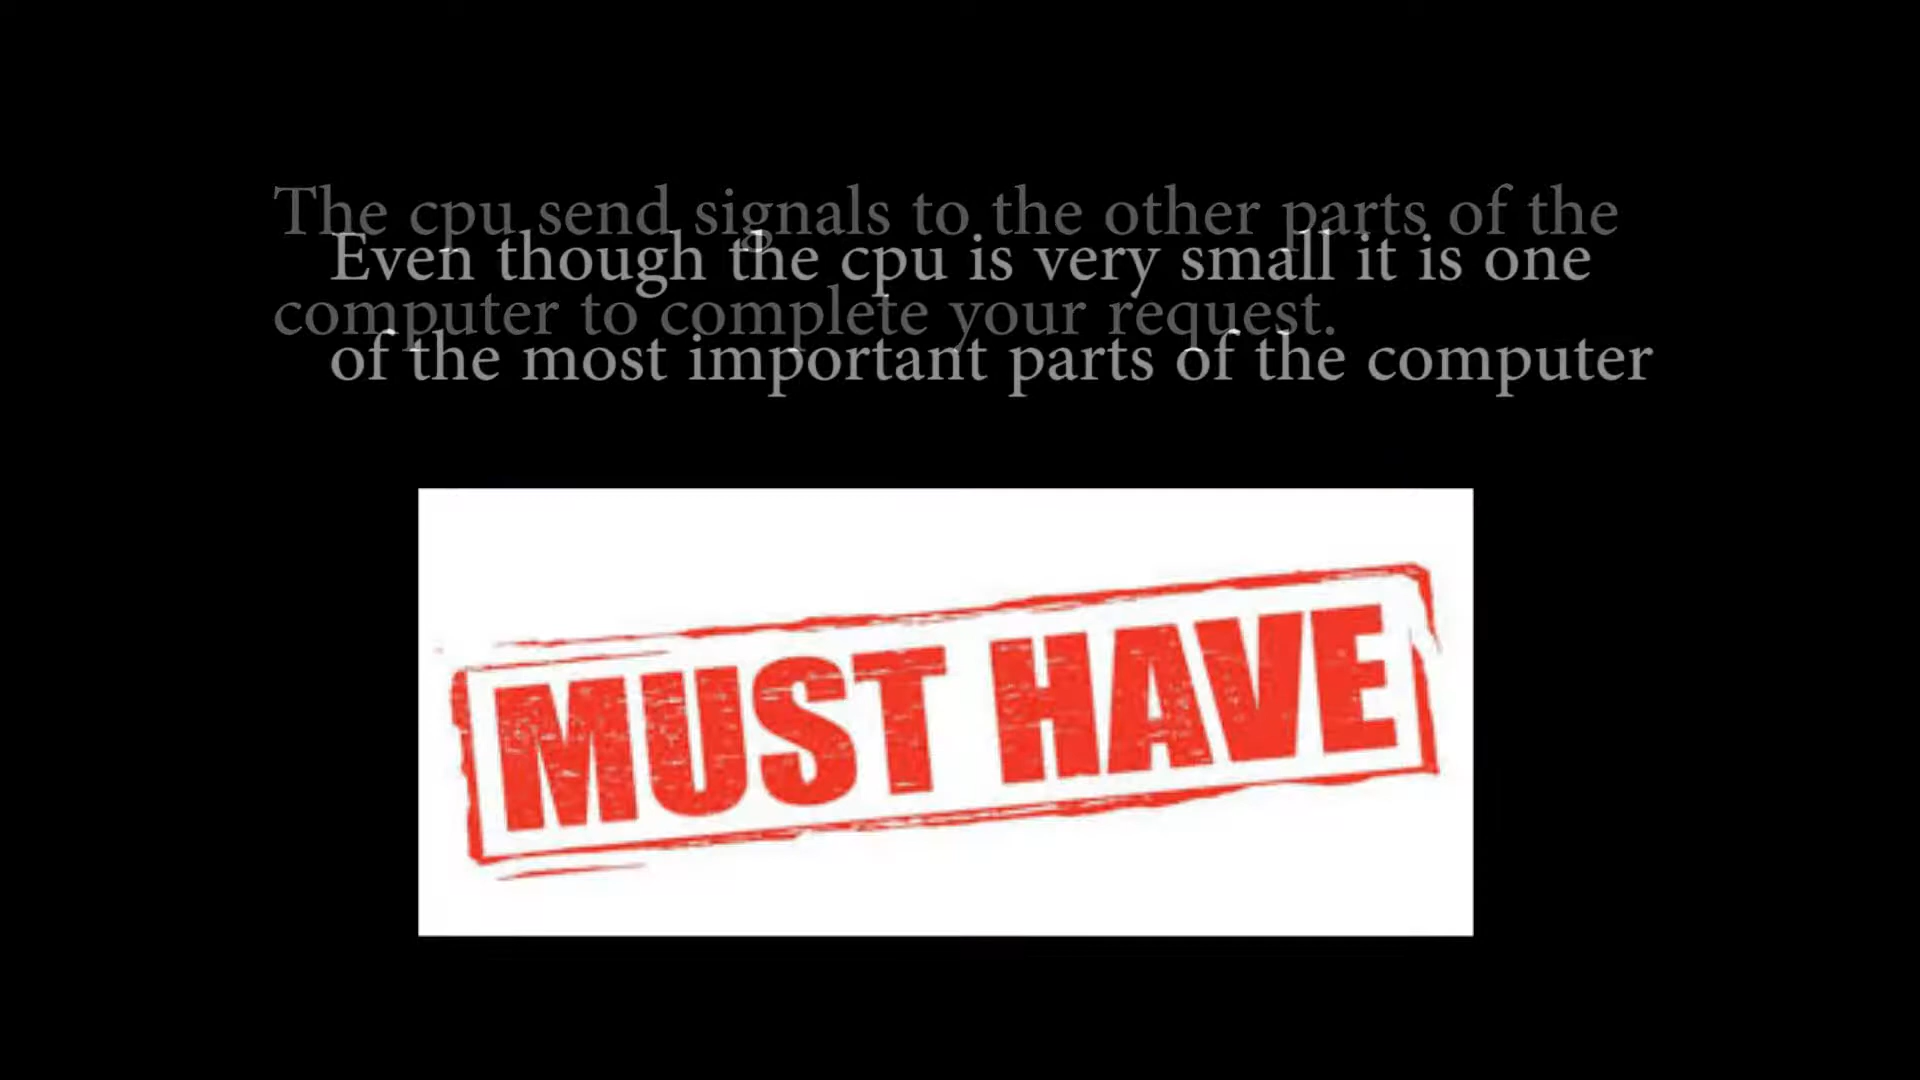 The cpu send signals to the other parts of the
Even though the cpu is very small it is one
computer to complete your request.
of the most important parts of the computer
MUST HAVE